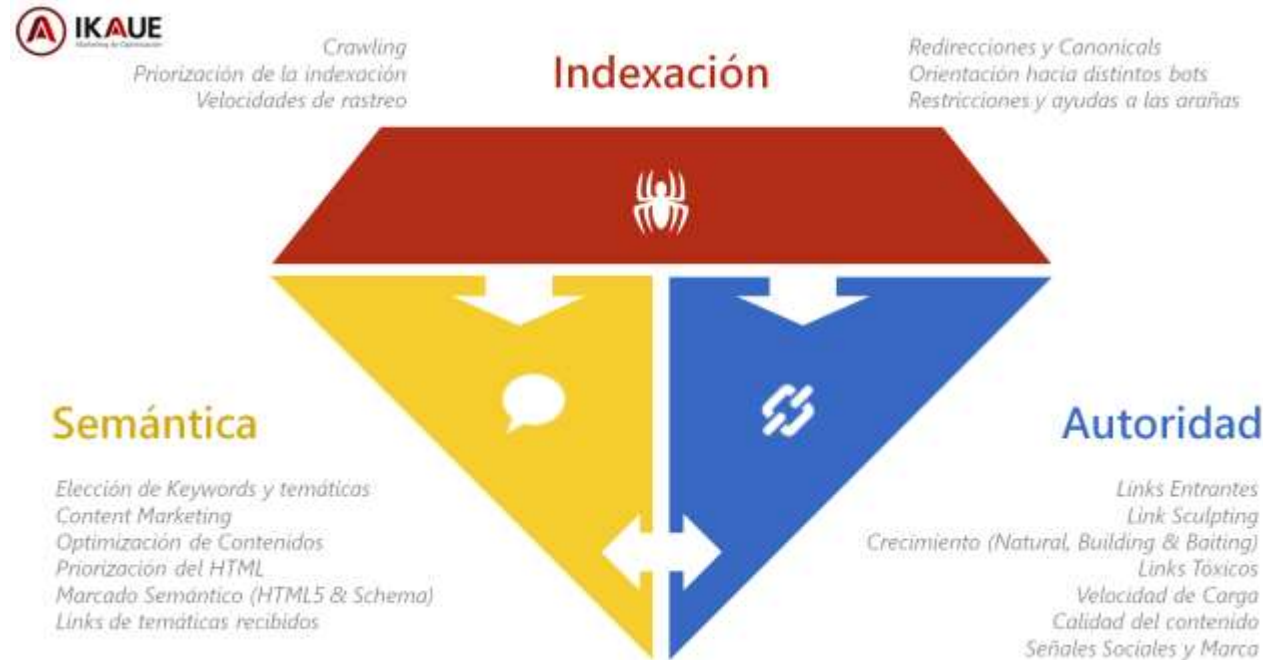 IKAUE
Marketing de Optimización
Crawling
Priorización de la indexación
Velocidades de rastreo
Indexación
Redirecciones y Canonicals
Orientación hacia distintos bots
Restricciones y ayudas a las arañas
Semántica
Elección de Keywords y temáticas
Content Marketing
Optimización de Contenidos
Priorización del HTML
Marcado Semántico (HTML5 & Schema)
Links de temáticas recibidos
Autoridad
Links Entrantes
Link Sculpting
Crecimiento (Natural, Building & Baiting)
Links Tóxicos
Velocidad de Carga
Calidad del contenido
Señales Sociales y Marca